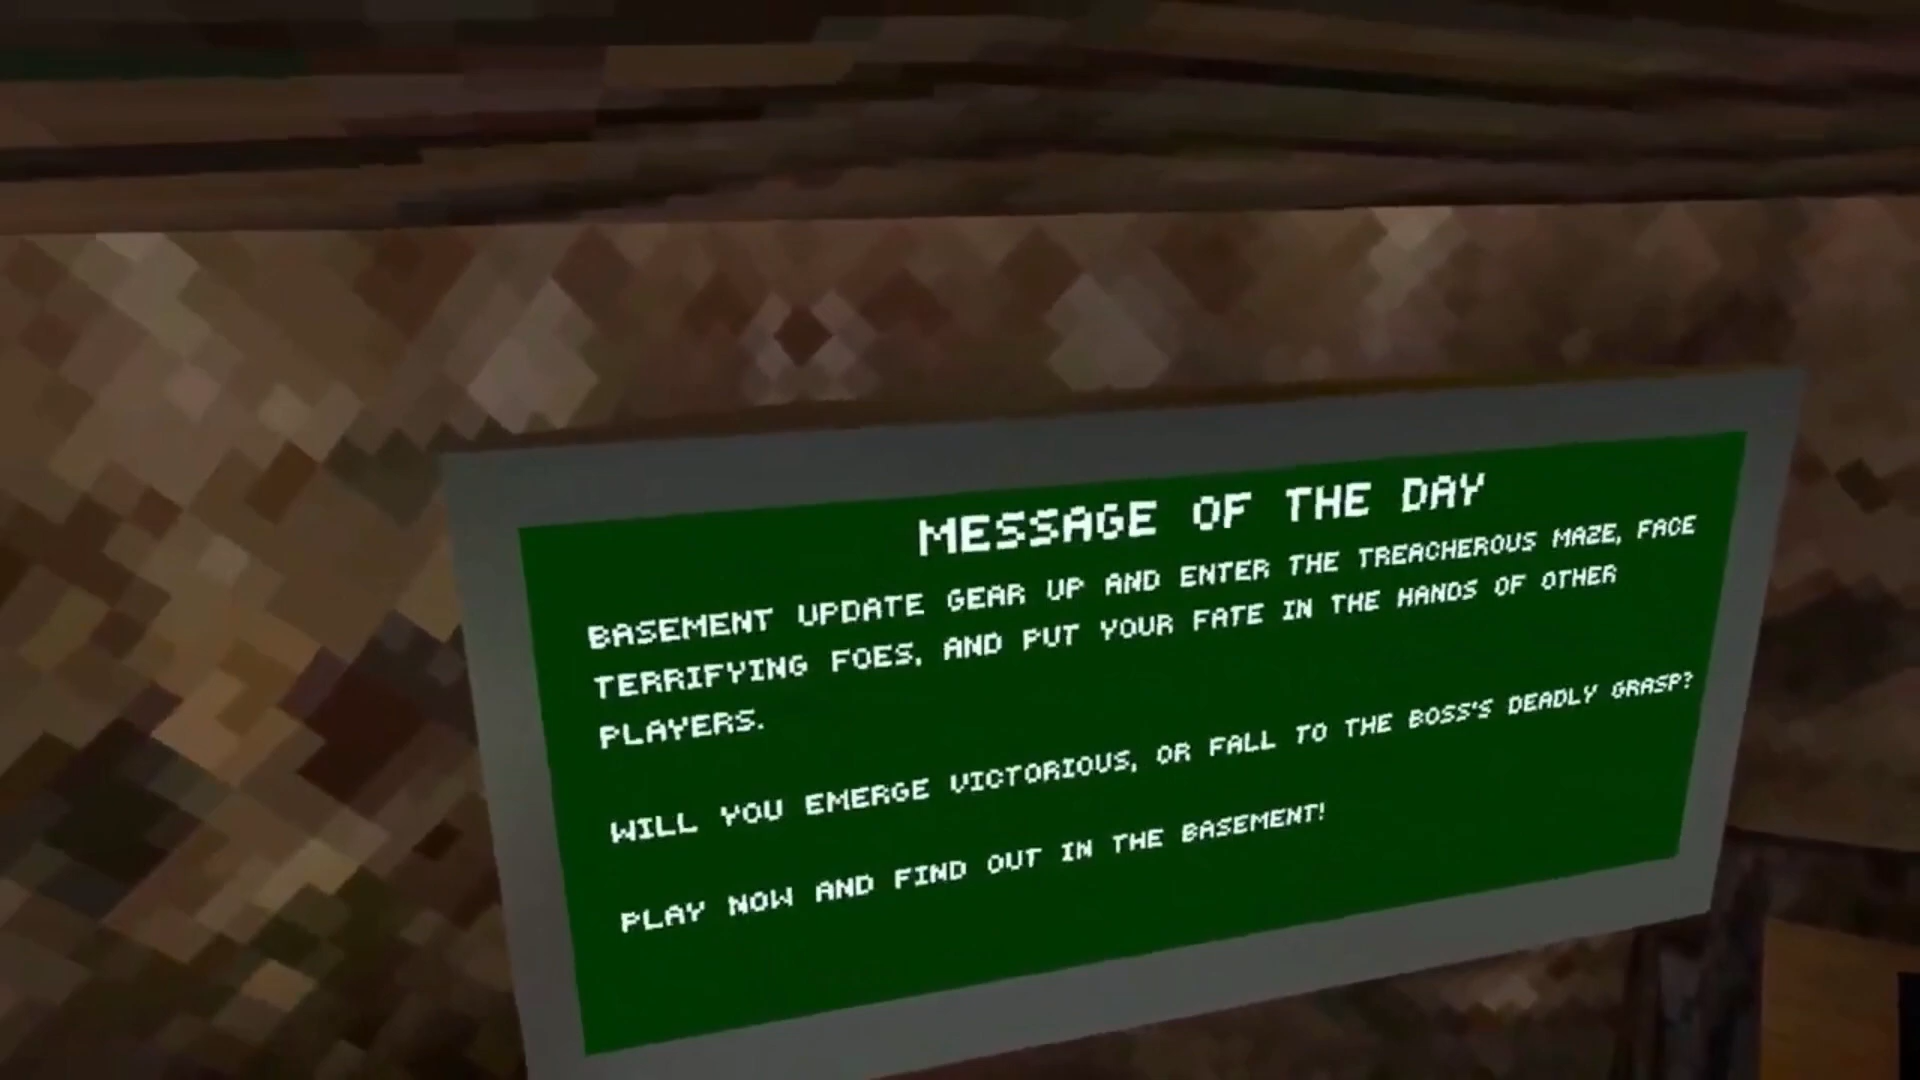 MESSAGE OF THE DAY
BASEMENT UPDATE GEAR UP AND ENTER THE TREACHEROUS MAZE, FACE
TERRIFYING FOES, AND PUT YOUR FATE IN THE HANDS OF OTHER
PLAYERS.
WILL YOU EMERGE VICTORIOUS, OR FALL TO THE BOSS'S DEADLY GRASP?
PLAY NOW AND FIND OUT IN THE BASEMENT!